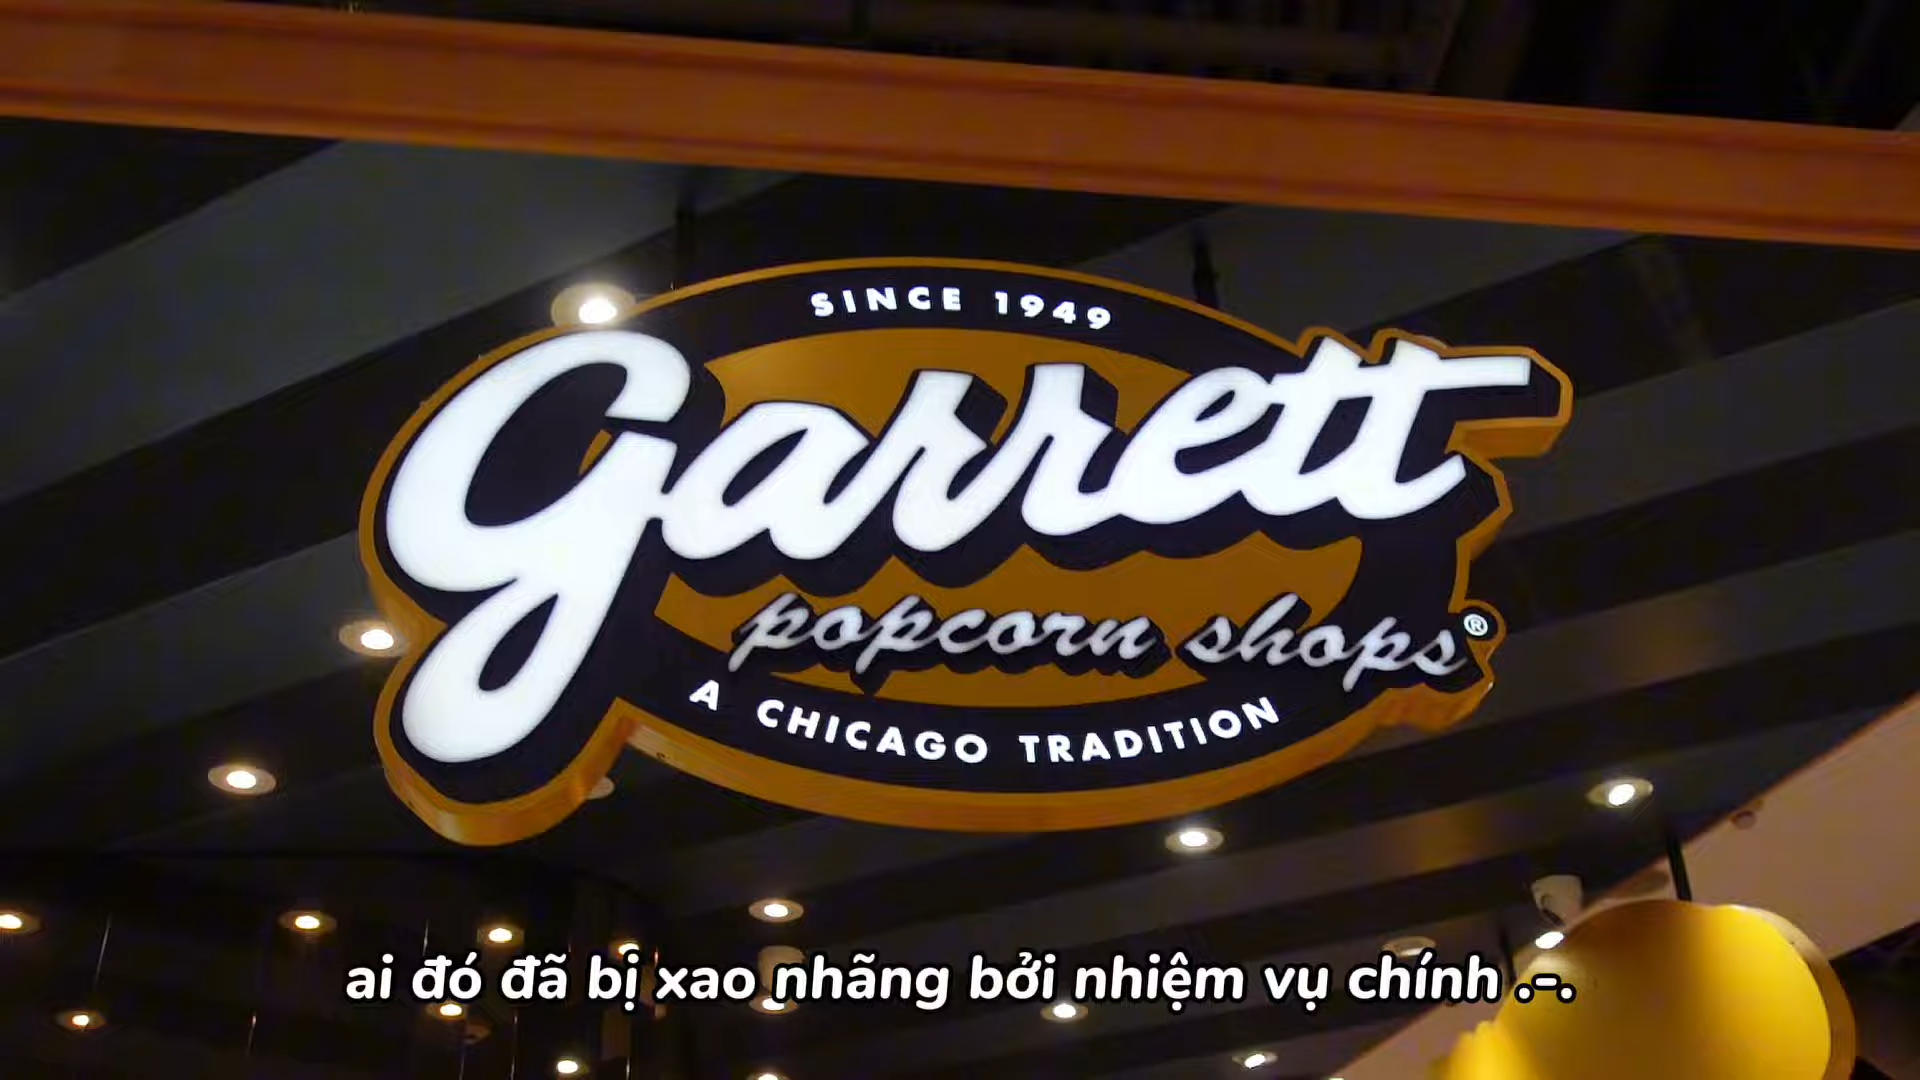 SINCE 1949
Garrett
popcorn shops®
A CHICAGO TRADITION
ai đó đã bị xao nhãng bởi nhiệm vụ chính .-.